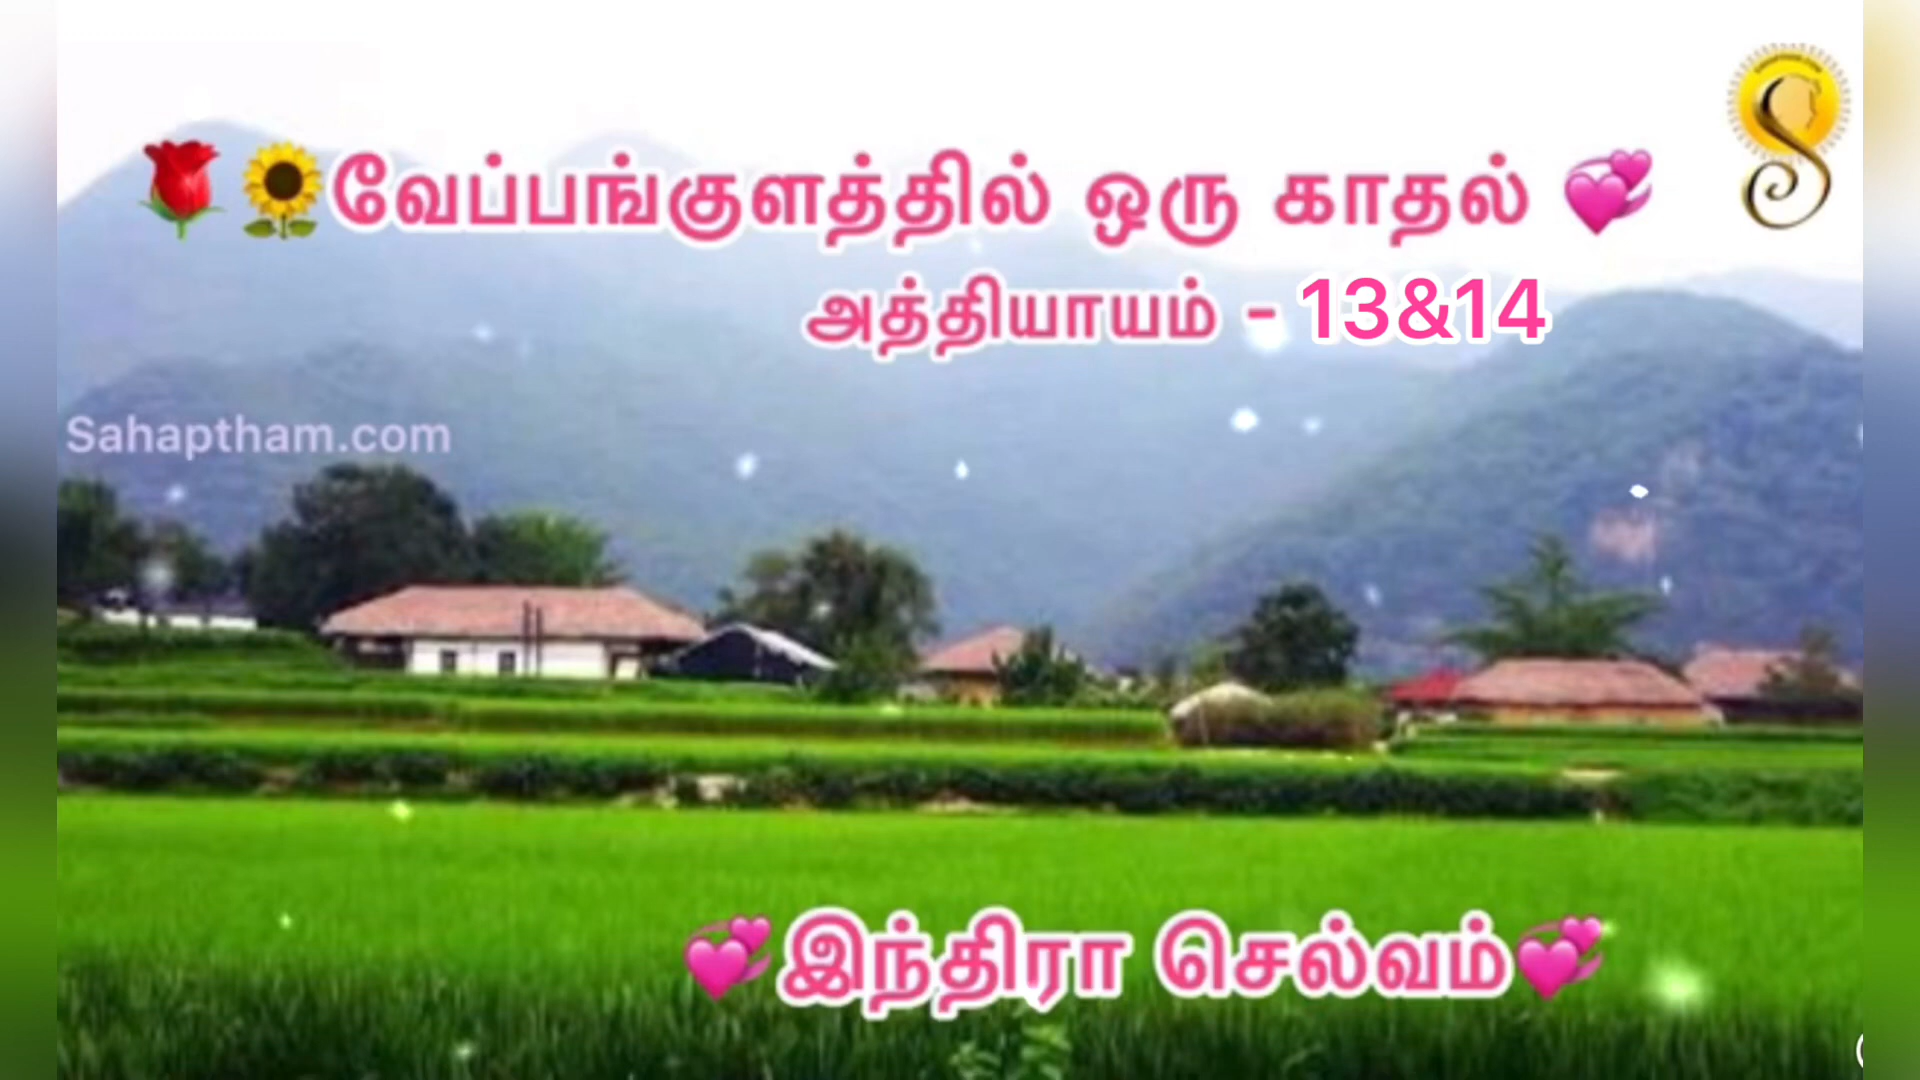 🌹🌻வேப்பங்குளத்தில் ஒரு காதல் 💞
அத்தியாயம் - 13&14
Sahaptham.com
💞இந்திரா செல்வம்💞